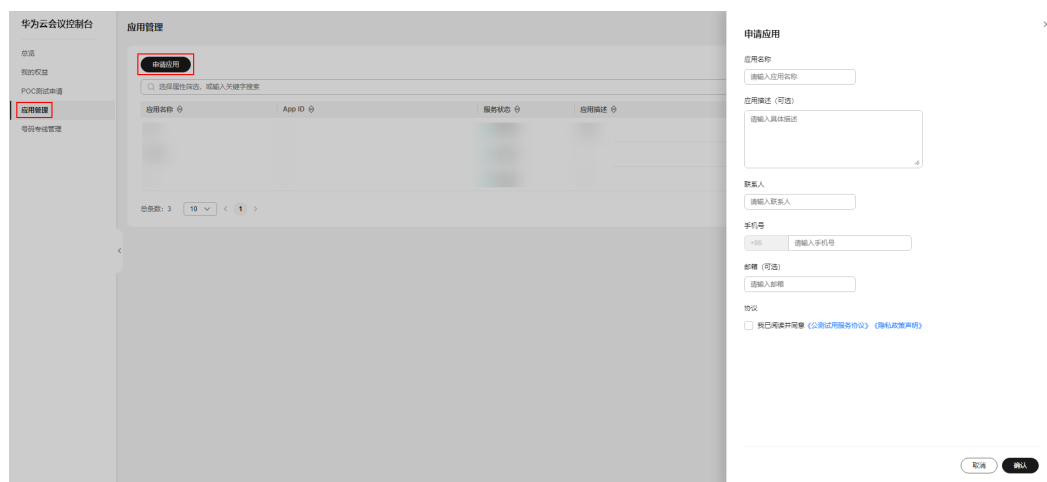 华为云会议控制台
总览
我的权益
POC测试申请
应用管理
号码专线管理
应用管理
申请应用
选择属性筛选，或输入关键字搜索
应用名称 App ID 服务状态 应用描述
总条数: 3 10 1
申请应用
应用名称
请输入应用名称
应用描述（可选）
请输入具体描述
联系人
请输入联系人
手机号
+86 请输入手机号
邮箱（可选）
请输入邮箱
协议
我已阅读并同意《公测试用服务协议》《隐私政策声明》
取消 确认